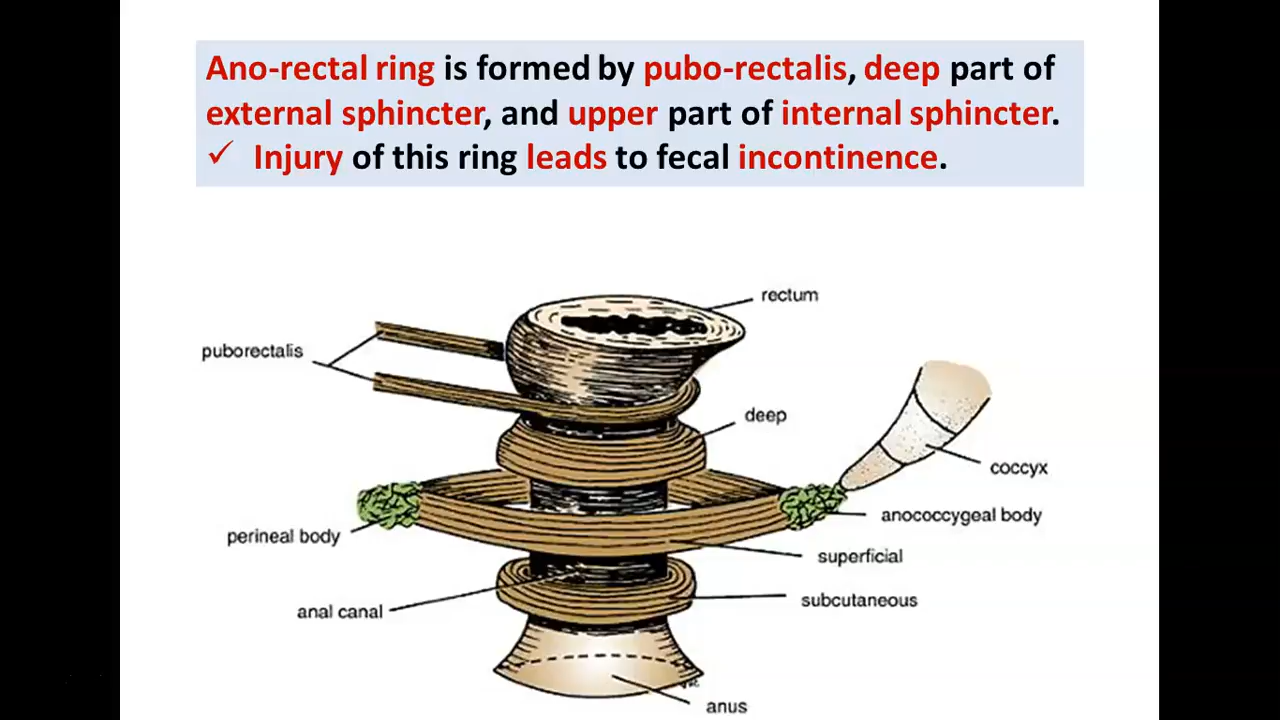 Ano-rectal ring is formed by pubo-rectalis, deep part of
external sphincter, and upper part of internal sphincter.
✓ Injury of this ring leads to fecal incontinence.
rectum
puborectalis
deep
coccyx
anococcygeal body
perineal body
superficial
subcutaneous
anal canal
anus